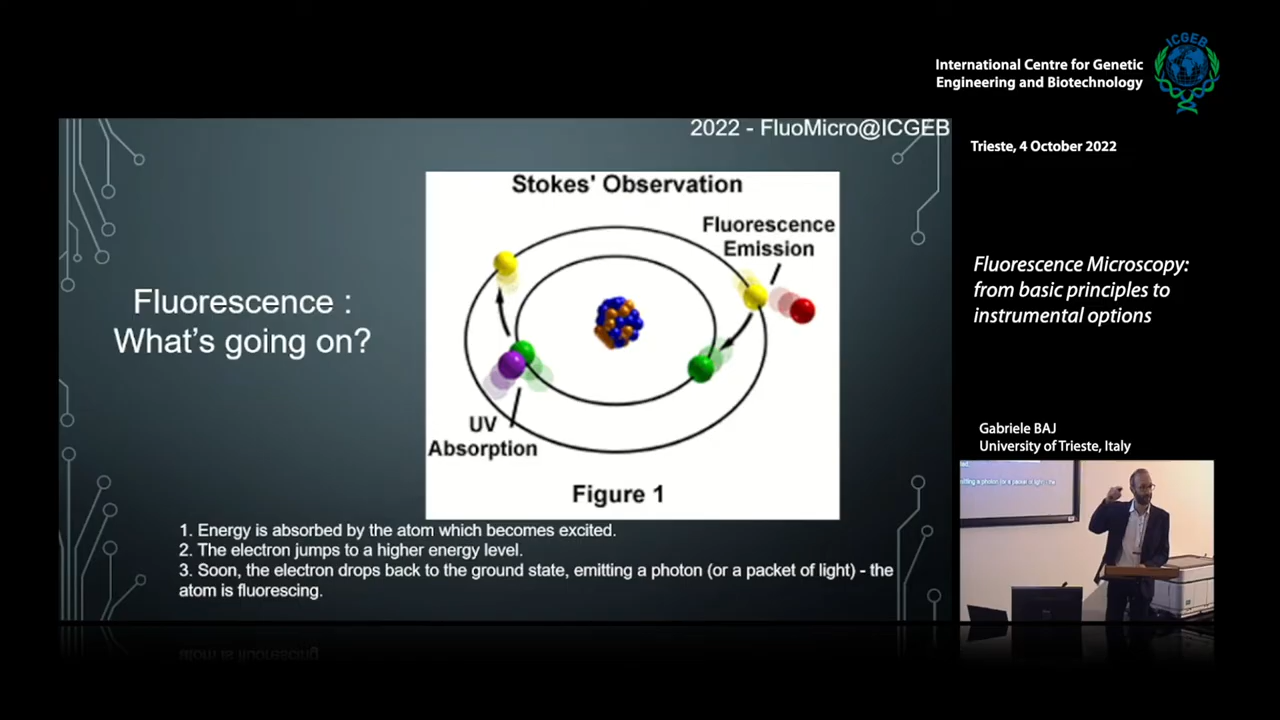 International Centre for Genetic
Engineering and Biotechnology
ICGEB
2022 - FluoMicro@ICGEB
Trieste, 4 October 2022
Stokes' Observation
Fluorescence
Emission
Fluorescence :
What's going on?
UV
Absorption
Figure 1
1. Energy is absorbed by the atom which becomes excited.
2. The electron jumps to a higher energy level.
3. Soon, the electron drops back to the ground state, emitting a photon (or a packet of light) - the
atom is fluorescing.
Fluorescence Microscopy:
from basic principles to
instrumental options
Gabriele BAJ
University of Trieste, Italy